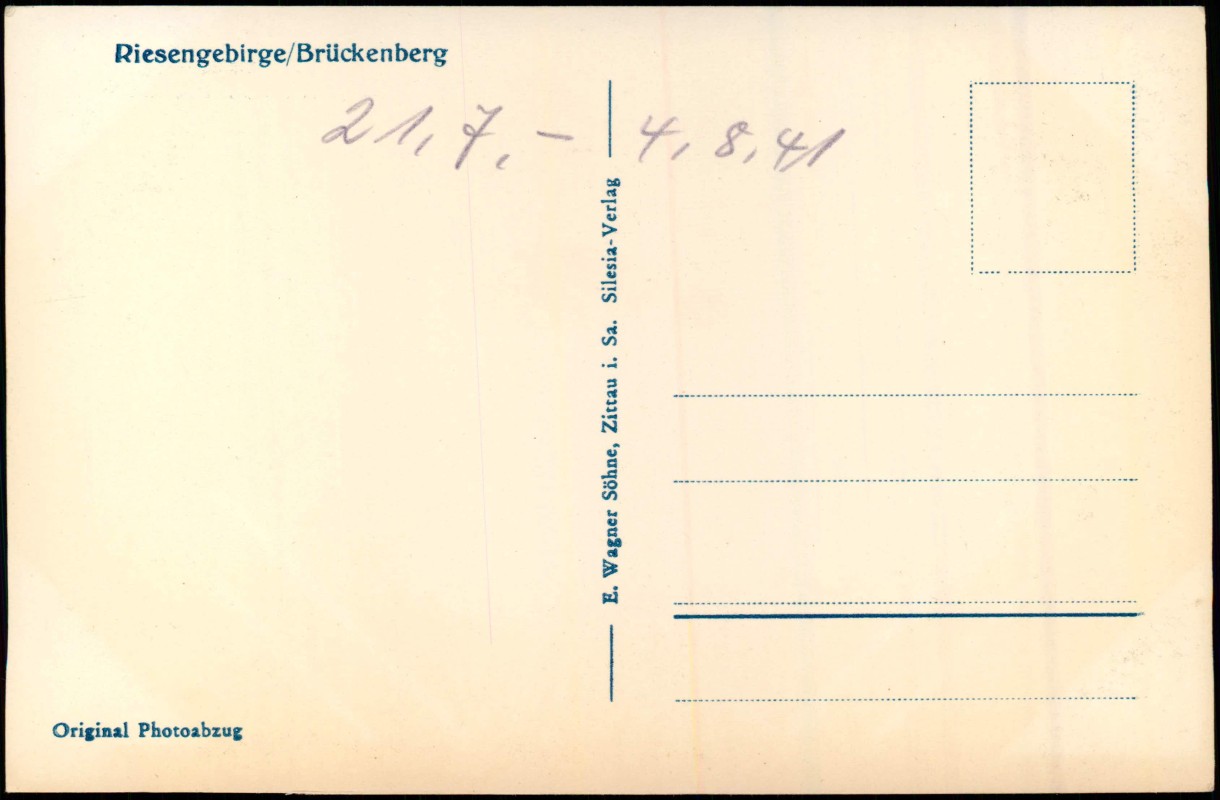 Riesengebirge/Brückenberg
21,7,- 4,8,41
E. Wagner Söhne, Zittau i. Sa. Silesia-Verlag
Original Photoabzug